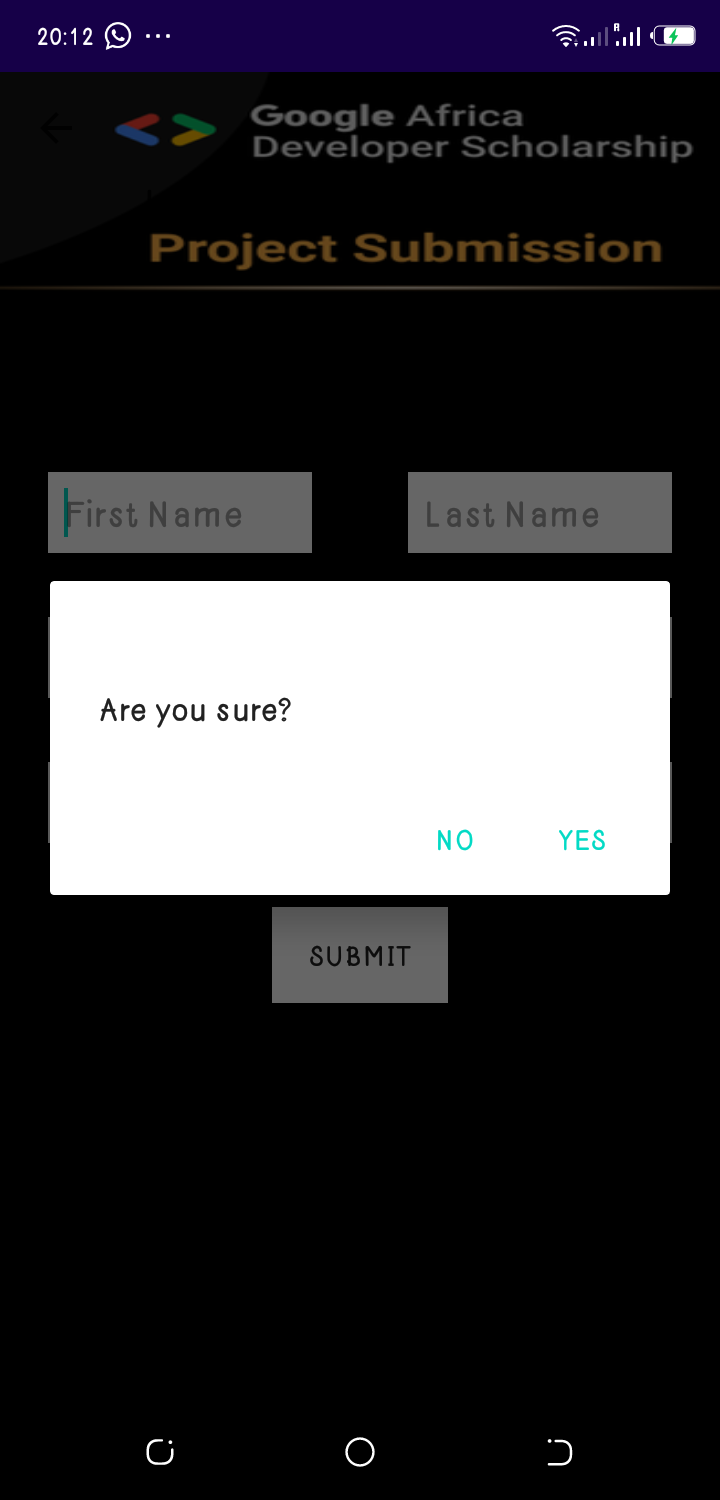 20:12
Google Africa
Developer Scholarship
Project Submission
First Name
Last Name
Are you sure?
NO
YES
SUBMIT